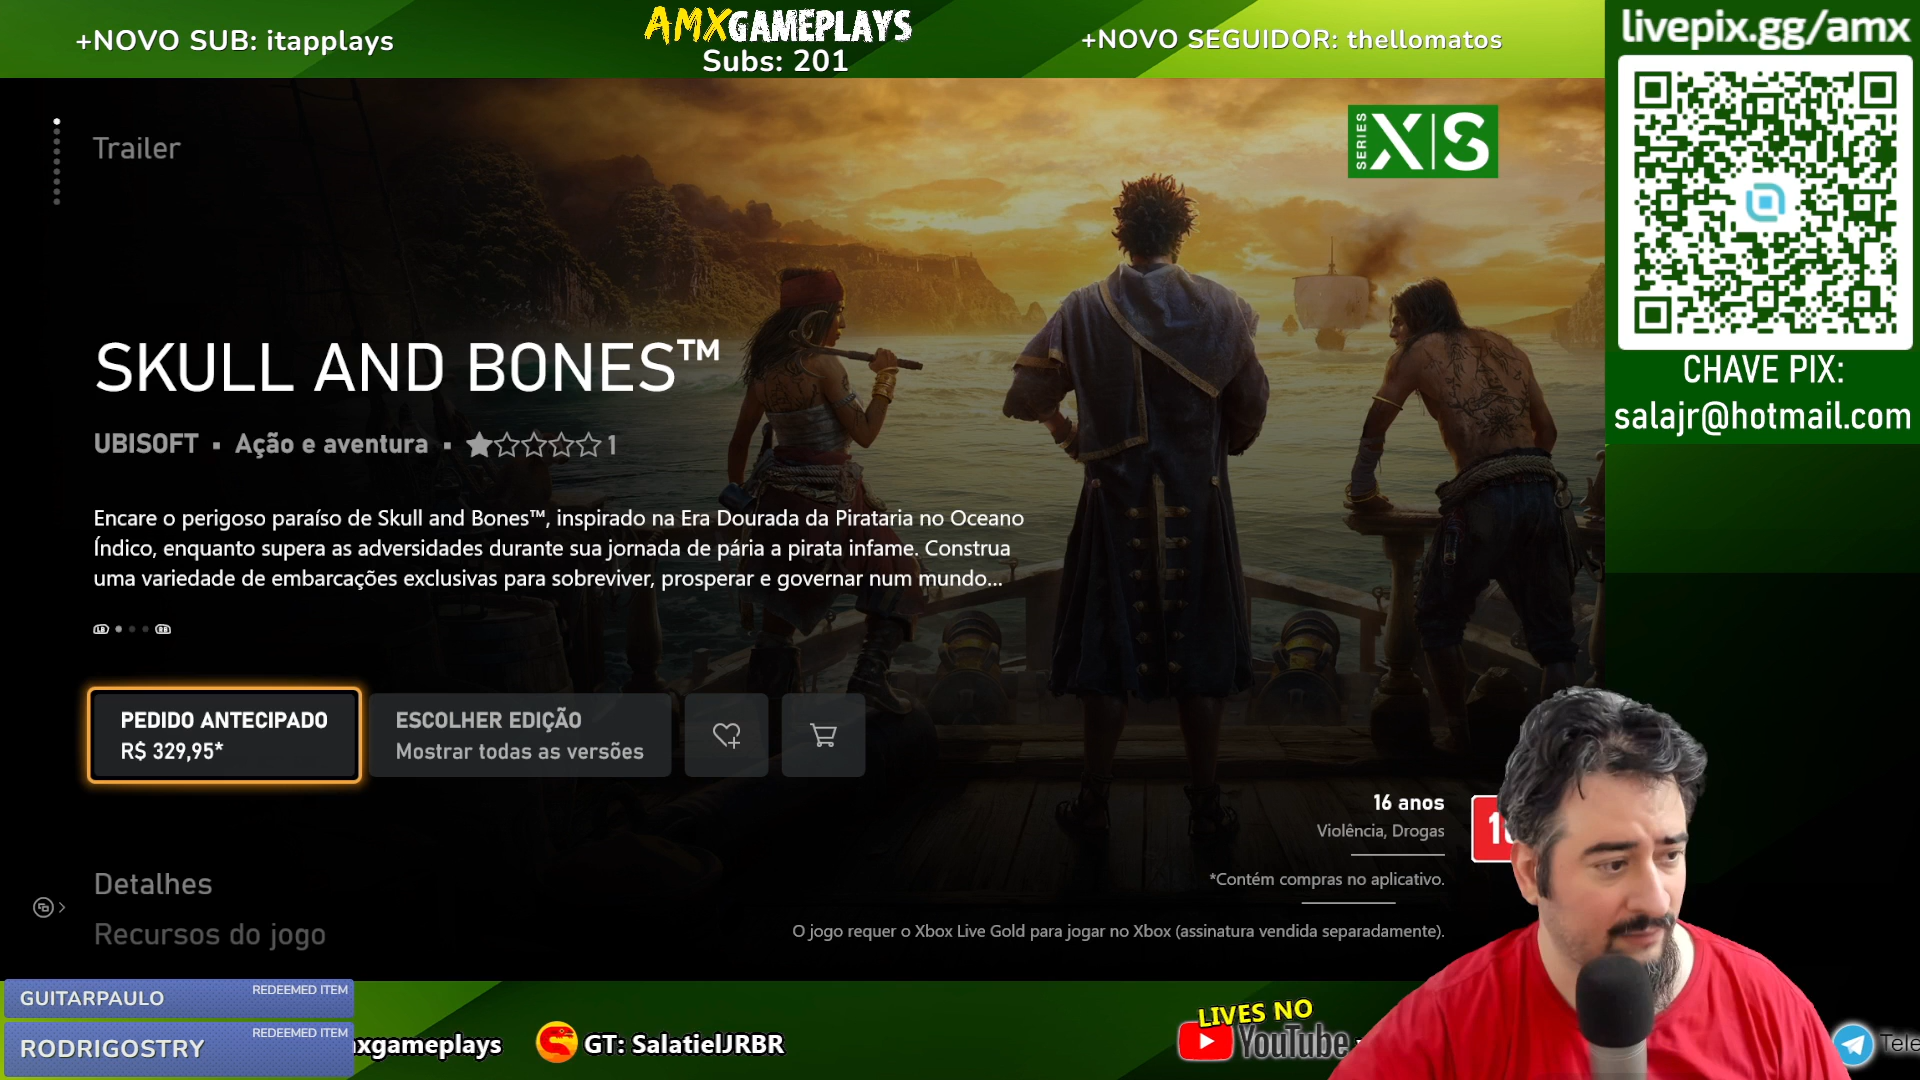 +NOVO SUB: itapplays
AMXGAMEPLAYS
Subs: 201
+NOVO SEGUIDOR: thellomatos
livepix.gg/amx
CHAVE PIX:
salajr@hotmail.com
Trailer
SERIES X|S
SKULL AND BONES™
UBISOFT ▪ Ação e aventura ▪ 1
Encare o perigoso paraíso de Skull and Bones™, inspirado na Era Dourada da Pirataria no Oceano
Índico, enquanto supera as adversidades durante sua jornada de pária a pirata infame. Construa
uma variedade de embarcações exclusivas para sobreviver, prosperar e governar num mundo...
LB RB
PEDIDO ANTECIPADO
R$ 329,95*
ESCOLHER EDIÇÃO
Mostrar todas as versões
16 anos
Violência, Drogas
*Contém compras no aplicativo.
O jogo requer o Xbox Live Gold para jogar no Xbox (assinatura vendida separadamente).
Detalhes
Recursos do jogo
GUITARPAULO
REDEEMED ITEM
RODRIGOSTRY
REDEEMED ITEM
xgameplays
GT: SalatielJRBR
LIVES NO
YouTube
Tele